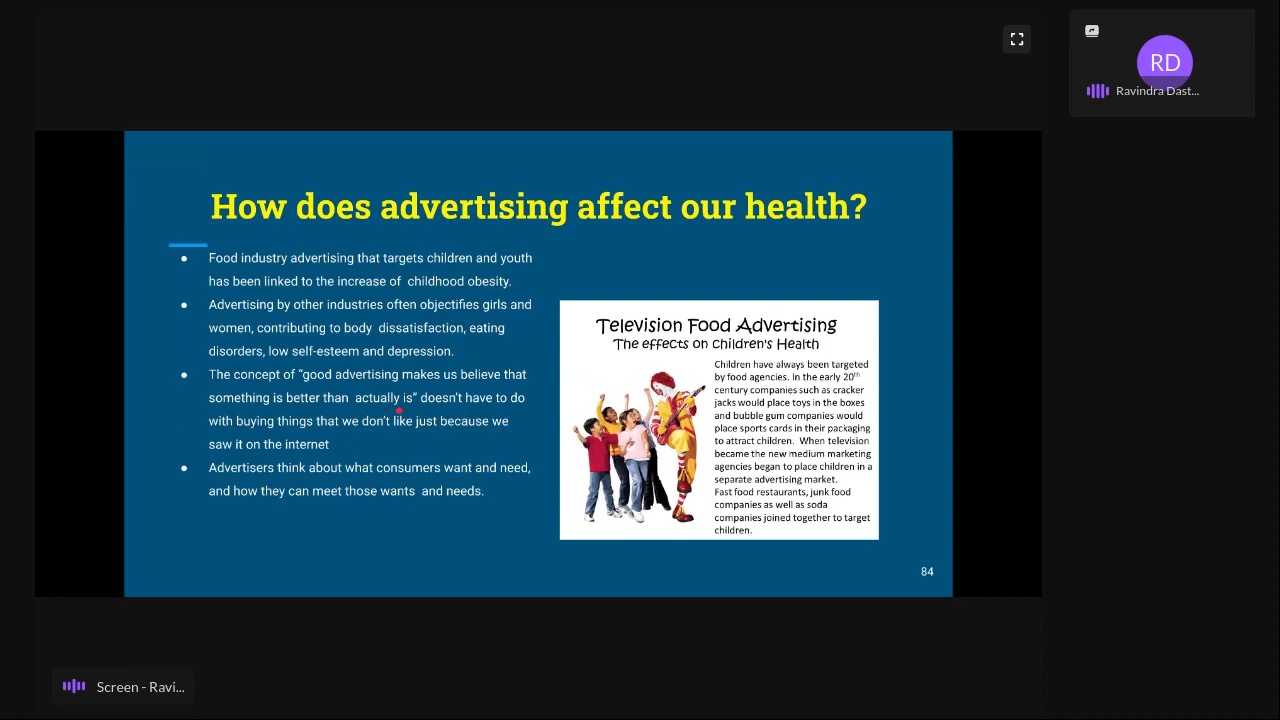 RD
Ravindra Dast...
How does advertising affect our health?
● Food industry advertising that targets children and youth
has been linked to the increase of childhood obesity.
● Advertising by other industries often objectifies girls and
women, contributing to body dissatisfaction, eating
disorders, low self-esteem and depression.
● The concept of “good advertising makes us believe that
something is better than actually is” doesn’t have to do
with buying things that we don’t like just because we
saw it on the internet
● Advertisers think about what consumers want and need,
and how they can meet those wants and needs.
Television Food Advertising
The effects on children's Health
Children have always been targeted
by food agencies. In the early 20th
century companies such as cracker
jacks would place toys in the boxes
and bubble gum companies would
place sports cards in their packaging
to attract children. When television
became the new medium marketing
agencies began to place children in a
separate advertising market.
Fast food restaurants, junk food
companies as well as soda
companies joined together to target
children.
84
Screen - Ravi...